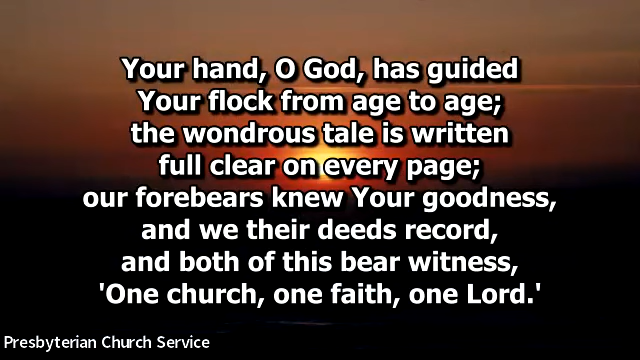 Your hand, O God, has guided
Your flock from age to age;
the wondrous tale is written
full clear on every page;
our forebears knew Your goodness,
and we their deeds record,
and both of this bear witness,
'One church, one faith, one Lord.'
Presbyterian Church Service